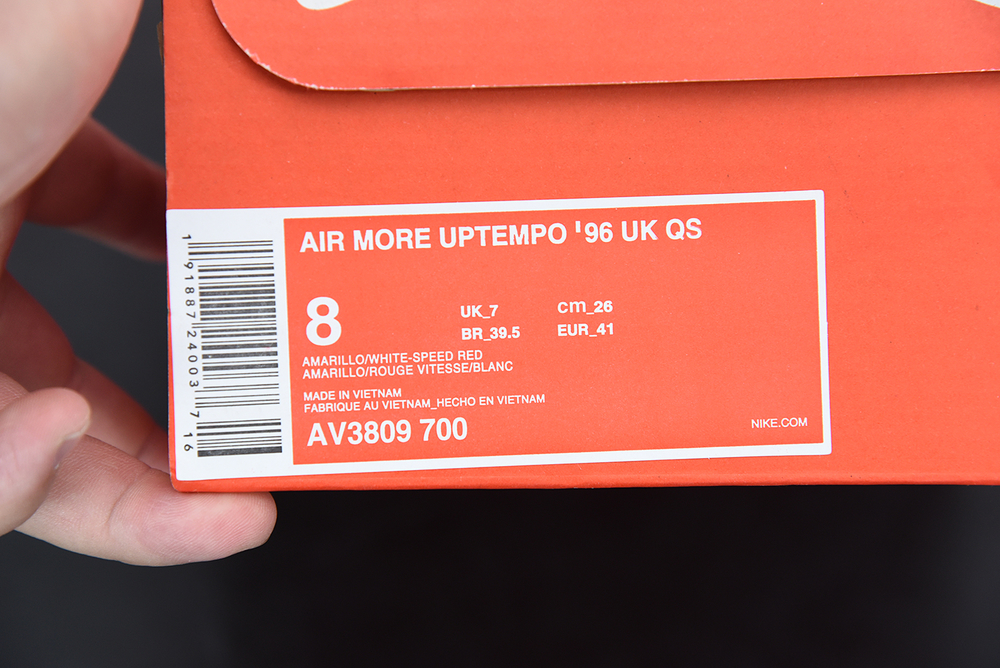 AIR MORE UPTEMPO '96 UK QS
8
UK_7 cm_26
BR_39.5 EUR_41
AMARILLO/WHITE-SPEED RED
AMARILLO/ROUGE VITESSE/BLANC
MADE IN VIETNAM
FABRIQUE AU VIETNAM_HECHO EN VIETNAM
AV3809 700
NIKE.COM
1 91887 24003 7 16